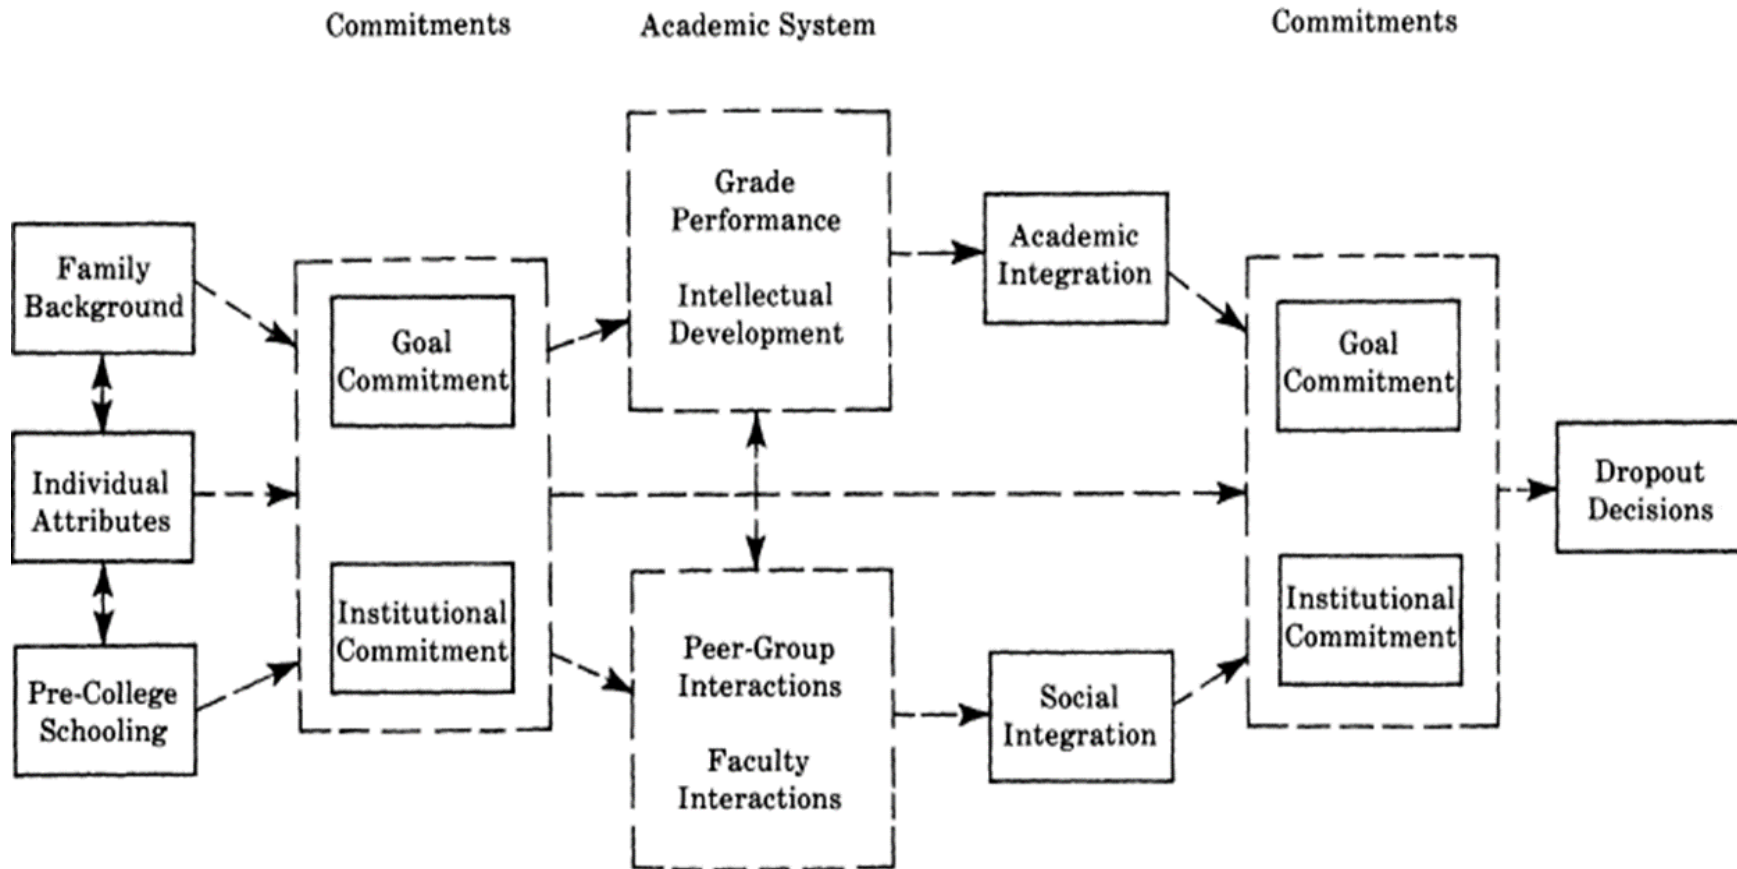 Commitments
Academic System
Commitments
Family
Background
Individual
Attributes
Pre-College
Schooling
Goal
Commitment
Institutional
Commitment
Grade
Performance
Intellectual
Development
Peer-Group
Interactions
Faculty
Interactions
Academic
Integration
Social
Integration
Goal
Commitment
Institutional
Commitment
Dropout
Decisions